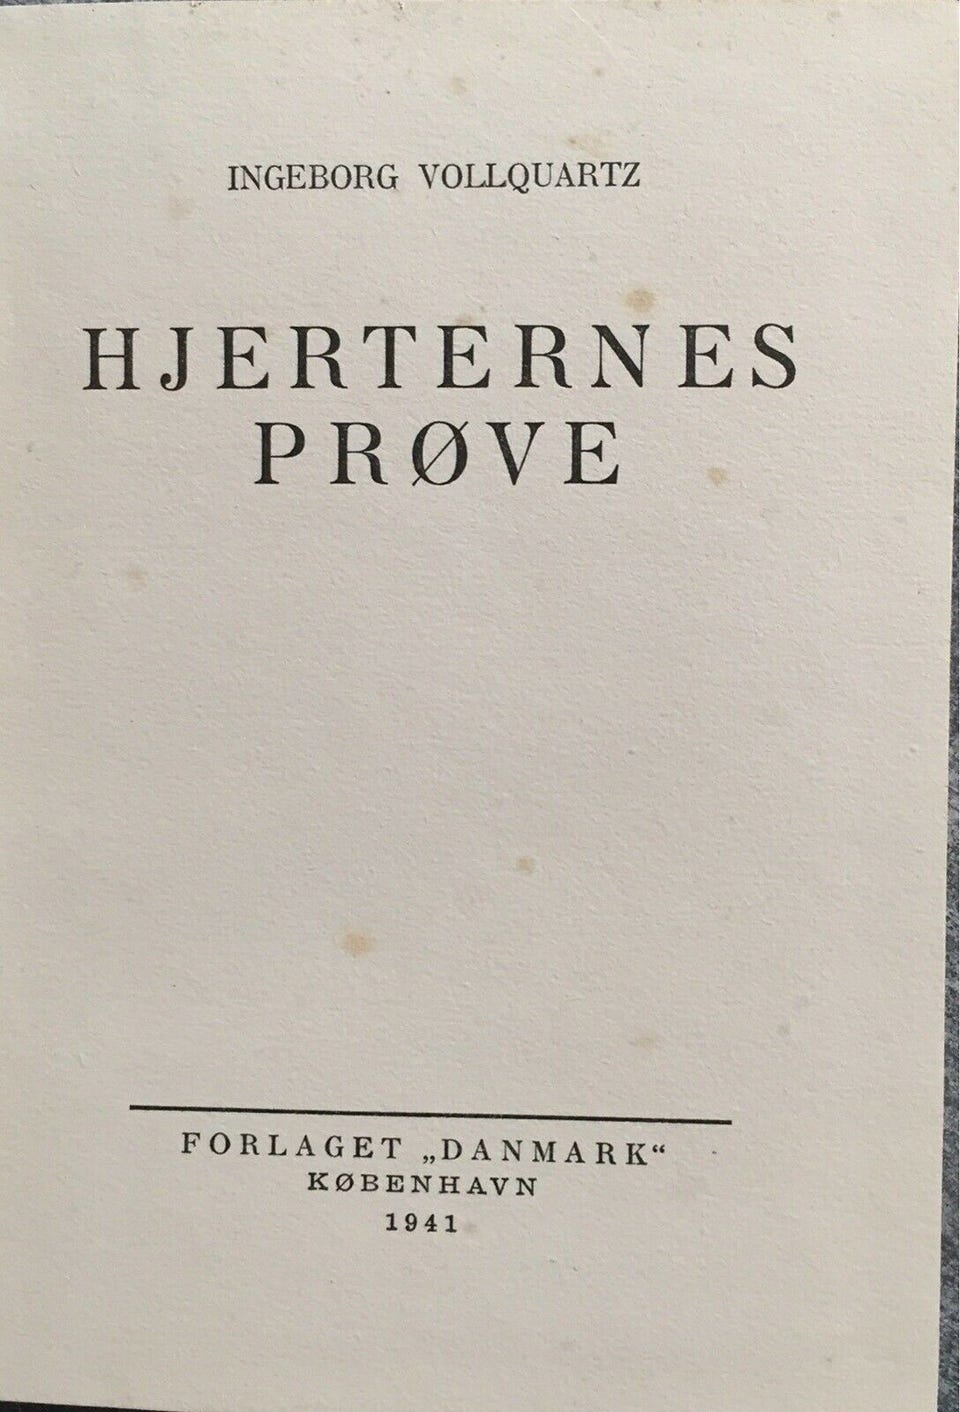 INGEBORG VOLLQUARTZ
HJERTERNES
PRØVE
FORLAGET „DANMARK“
KØBENHAVN
1941